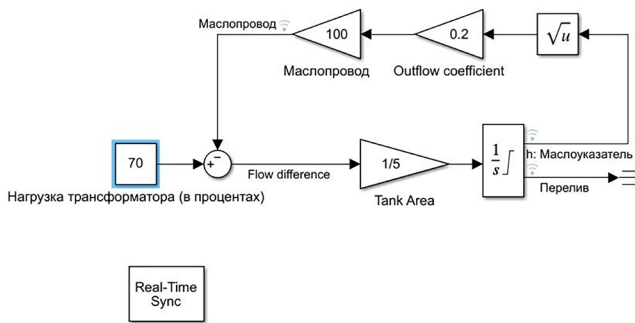 Маслопровод
100
0.2
√u
Маслопровод
Outflow coefficient
70
+
−
Flow difference
1/5
1
s
h: Маслоуказатель
Перелив
Нагрузка трансформатора (в процентах)
Tank Area
Real-Time
Sync